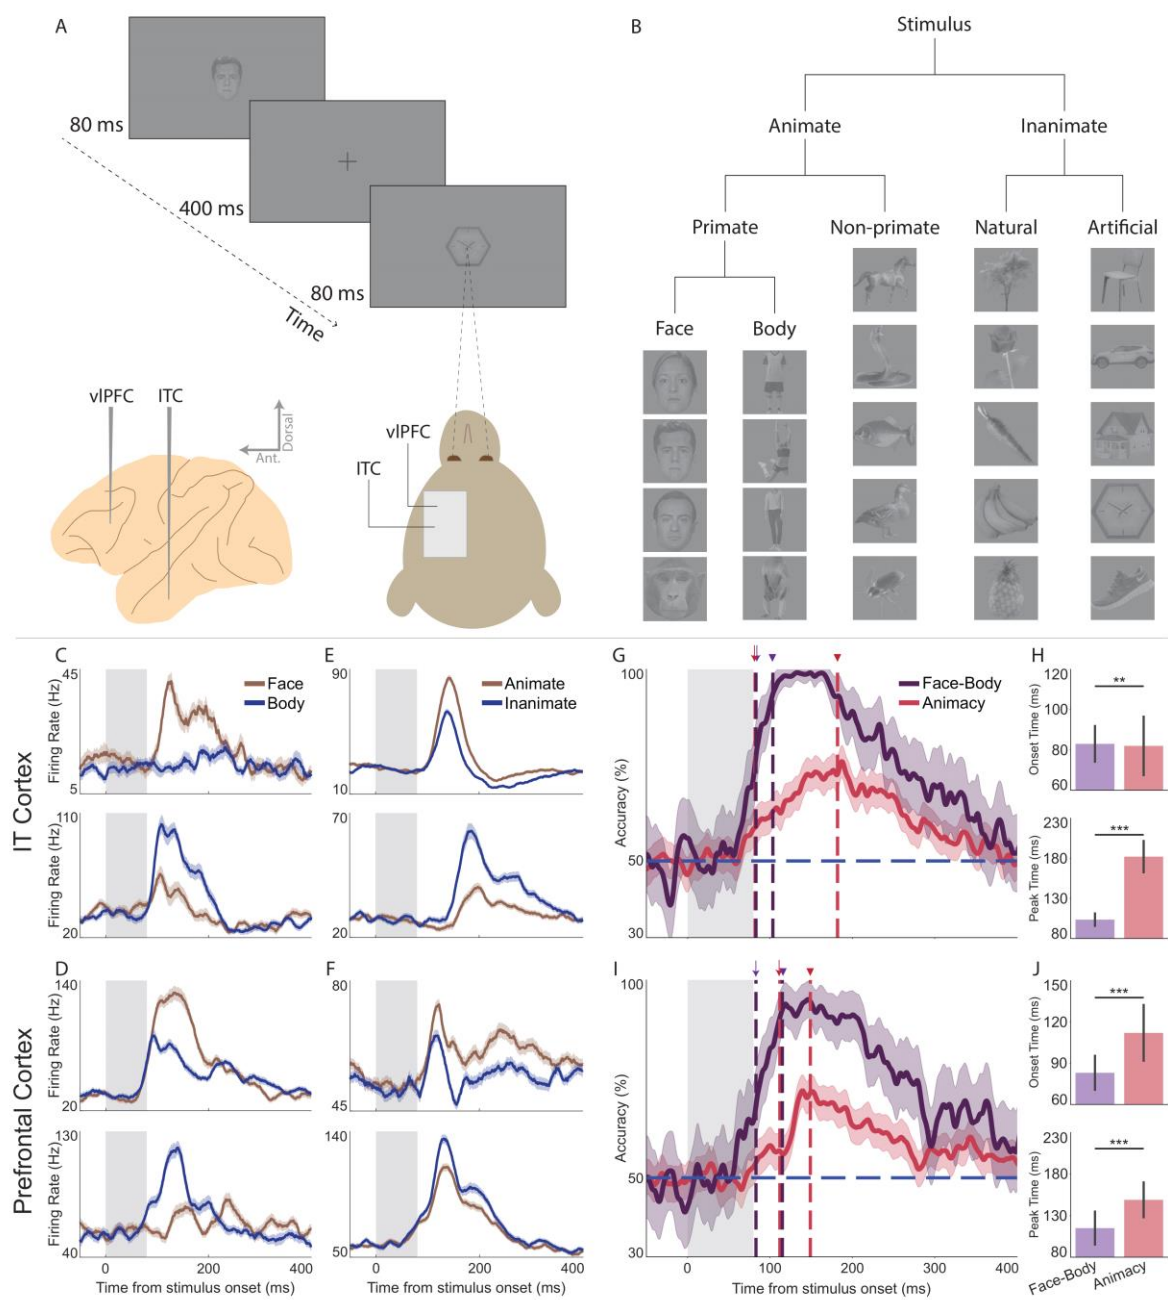 A
80 ms
400 ms
80 ms
Time
vlPFC
ITC
Dorsal
Ant.
vlPFC
ITC
B
Stimulus
Animate
Inanimate
Primate
Non-primate
Natural
Artificial
Face
Body
IT Cortex
C
Face
Body
Firing Rate (Hz)
45
5
Firing Rate (Hz)
110
20
E
Animate
Inanimate
90
10
70
20
G
Face-Body
Animacy
Accuracy (%)
100
50
30
H
Onset Time (ms)
120
100
80
60
**
Peak Time (ms)
230
180
130
80
***
Prefrontal Cortex
D
Firing Rate (Hz)
140
20
Firing Rate (Hz)
130
40
0
200
400
Time from stimulus onset (ms)
F
80
45
140
50
0
200
400
Time from stimulus onset (ms)
I
Accuracy (%)
100
50
30
0
100
200
300
400
Time from stimulus onset (ms)
J
Onset Time (ms)
150
120
90
60
***
Peak Time (ms)
230
180
130
80
***
Face-Body
Animacy